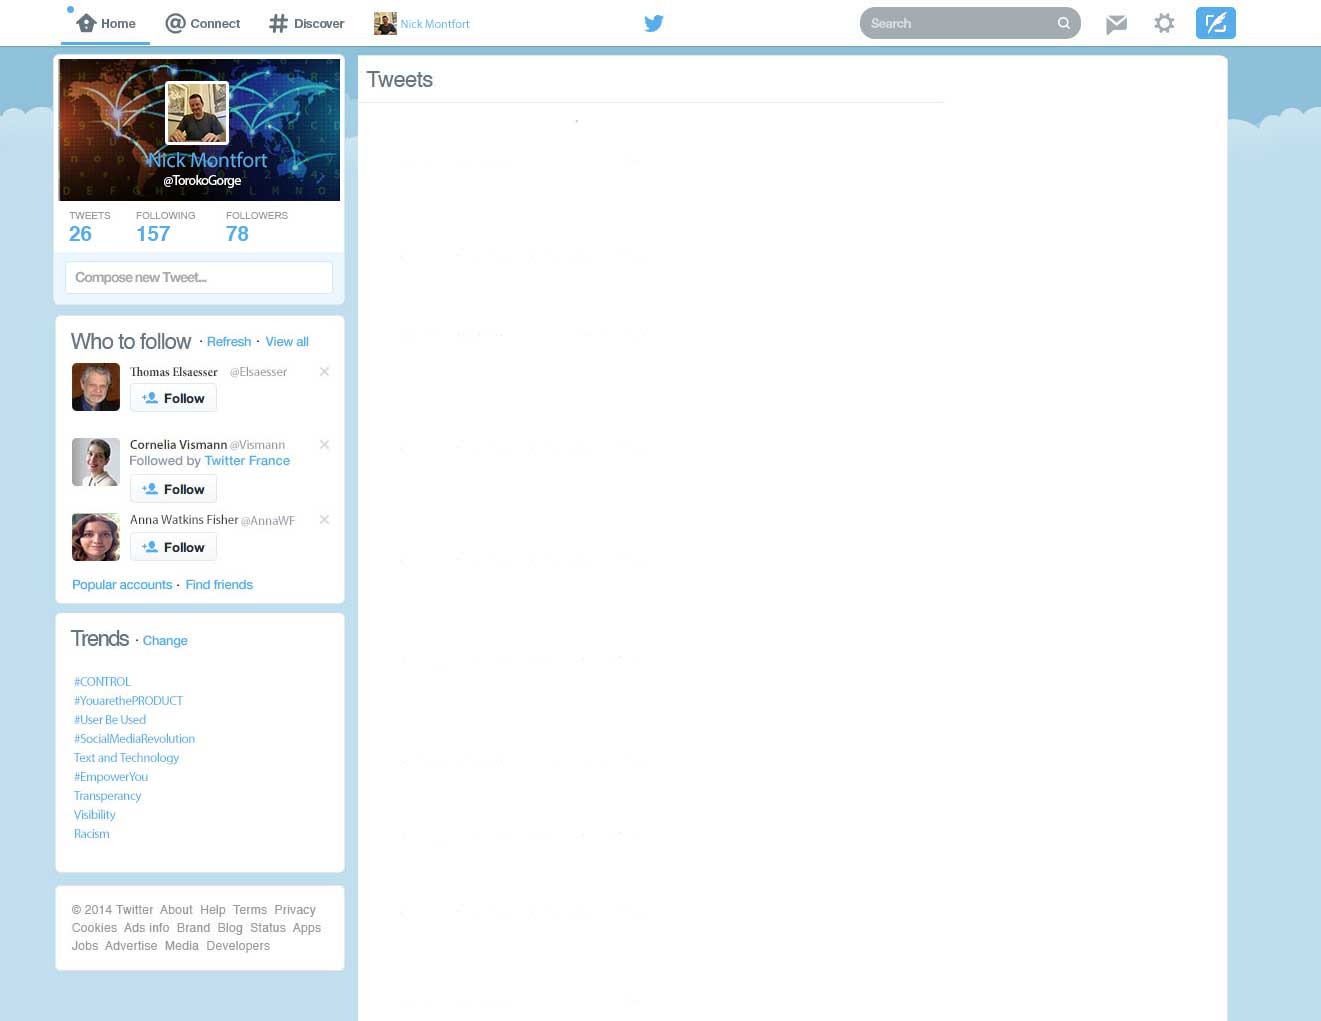 Home Connect Discover Nick Montfort Search
Tweets
Nick Montfort
@TorokoGorge
TWEETS FOLLOWING FOLLOWERS
26 157 78
Compose new Tweet...
Who to follow · Refresh · View all
Thomas Elsaesser @Elsaesser
Follow
Cornelia Vismann @Vismann
Followed by Twitter France
Follow
Anna Watkins Fisher @AnnaWF
Follow
Popular accounts · Find friends
Trends · Change
#CONTROL
#YouarethePRODUCT
#User Be Used
#SocialMediaRevolution
Text and Technology
#EmpowerYou
Transperancy
Visibility
Racism
© 2014 Twitter About Help Terms Privacy
Cookies Ads info Brand Blog Status Apps
Jobs Advertise Media Developers